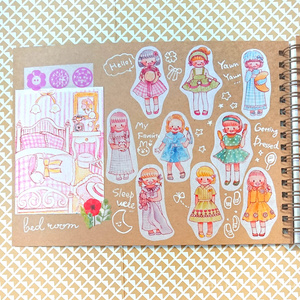 Hello!
Yawn
Yawn
My
Favorite
Getting
Dressed
Sleep
well
bed room